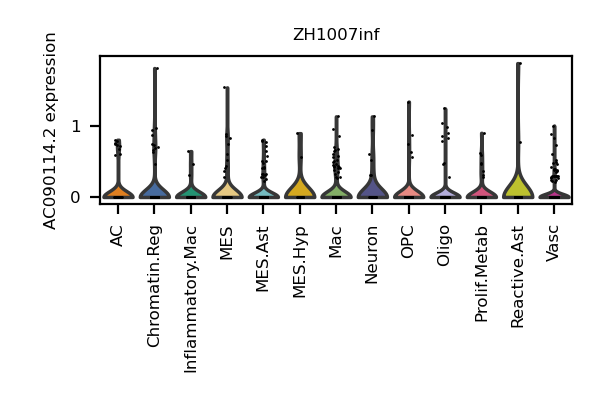 ZH1007inf
AC090114.2 expression
1
0
AC
Chromatin.Reg
Inflammatory.Mac
MES
MES.Ast
MES.Hyp
Mac
Neuron
OPC
Oligo
Prolif.Metab
Reactive.Ast
Vasc